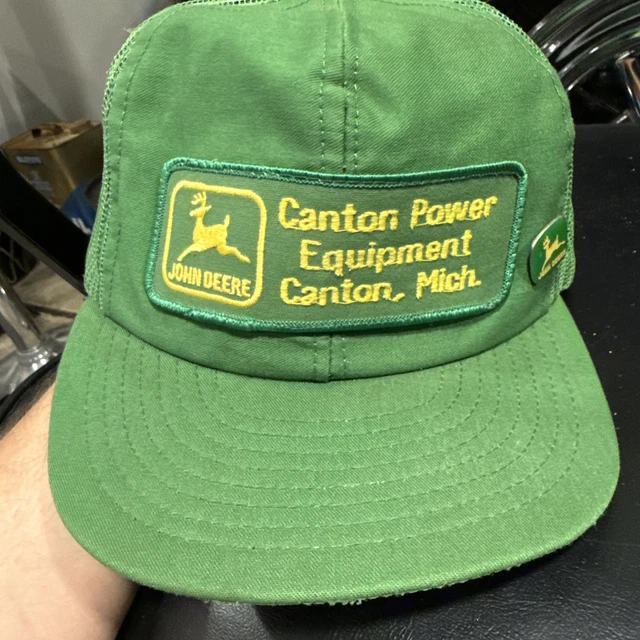 Canton Power
Equipment
Canton, Mich.
JOHN DEERE